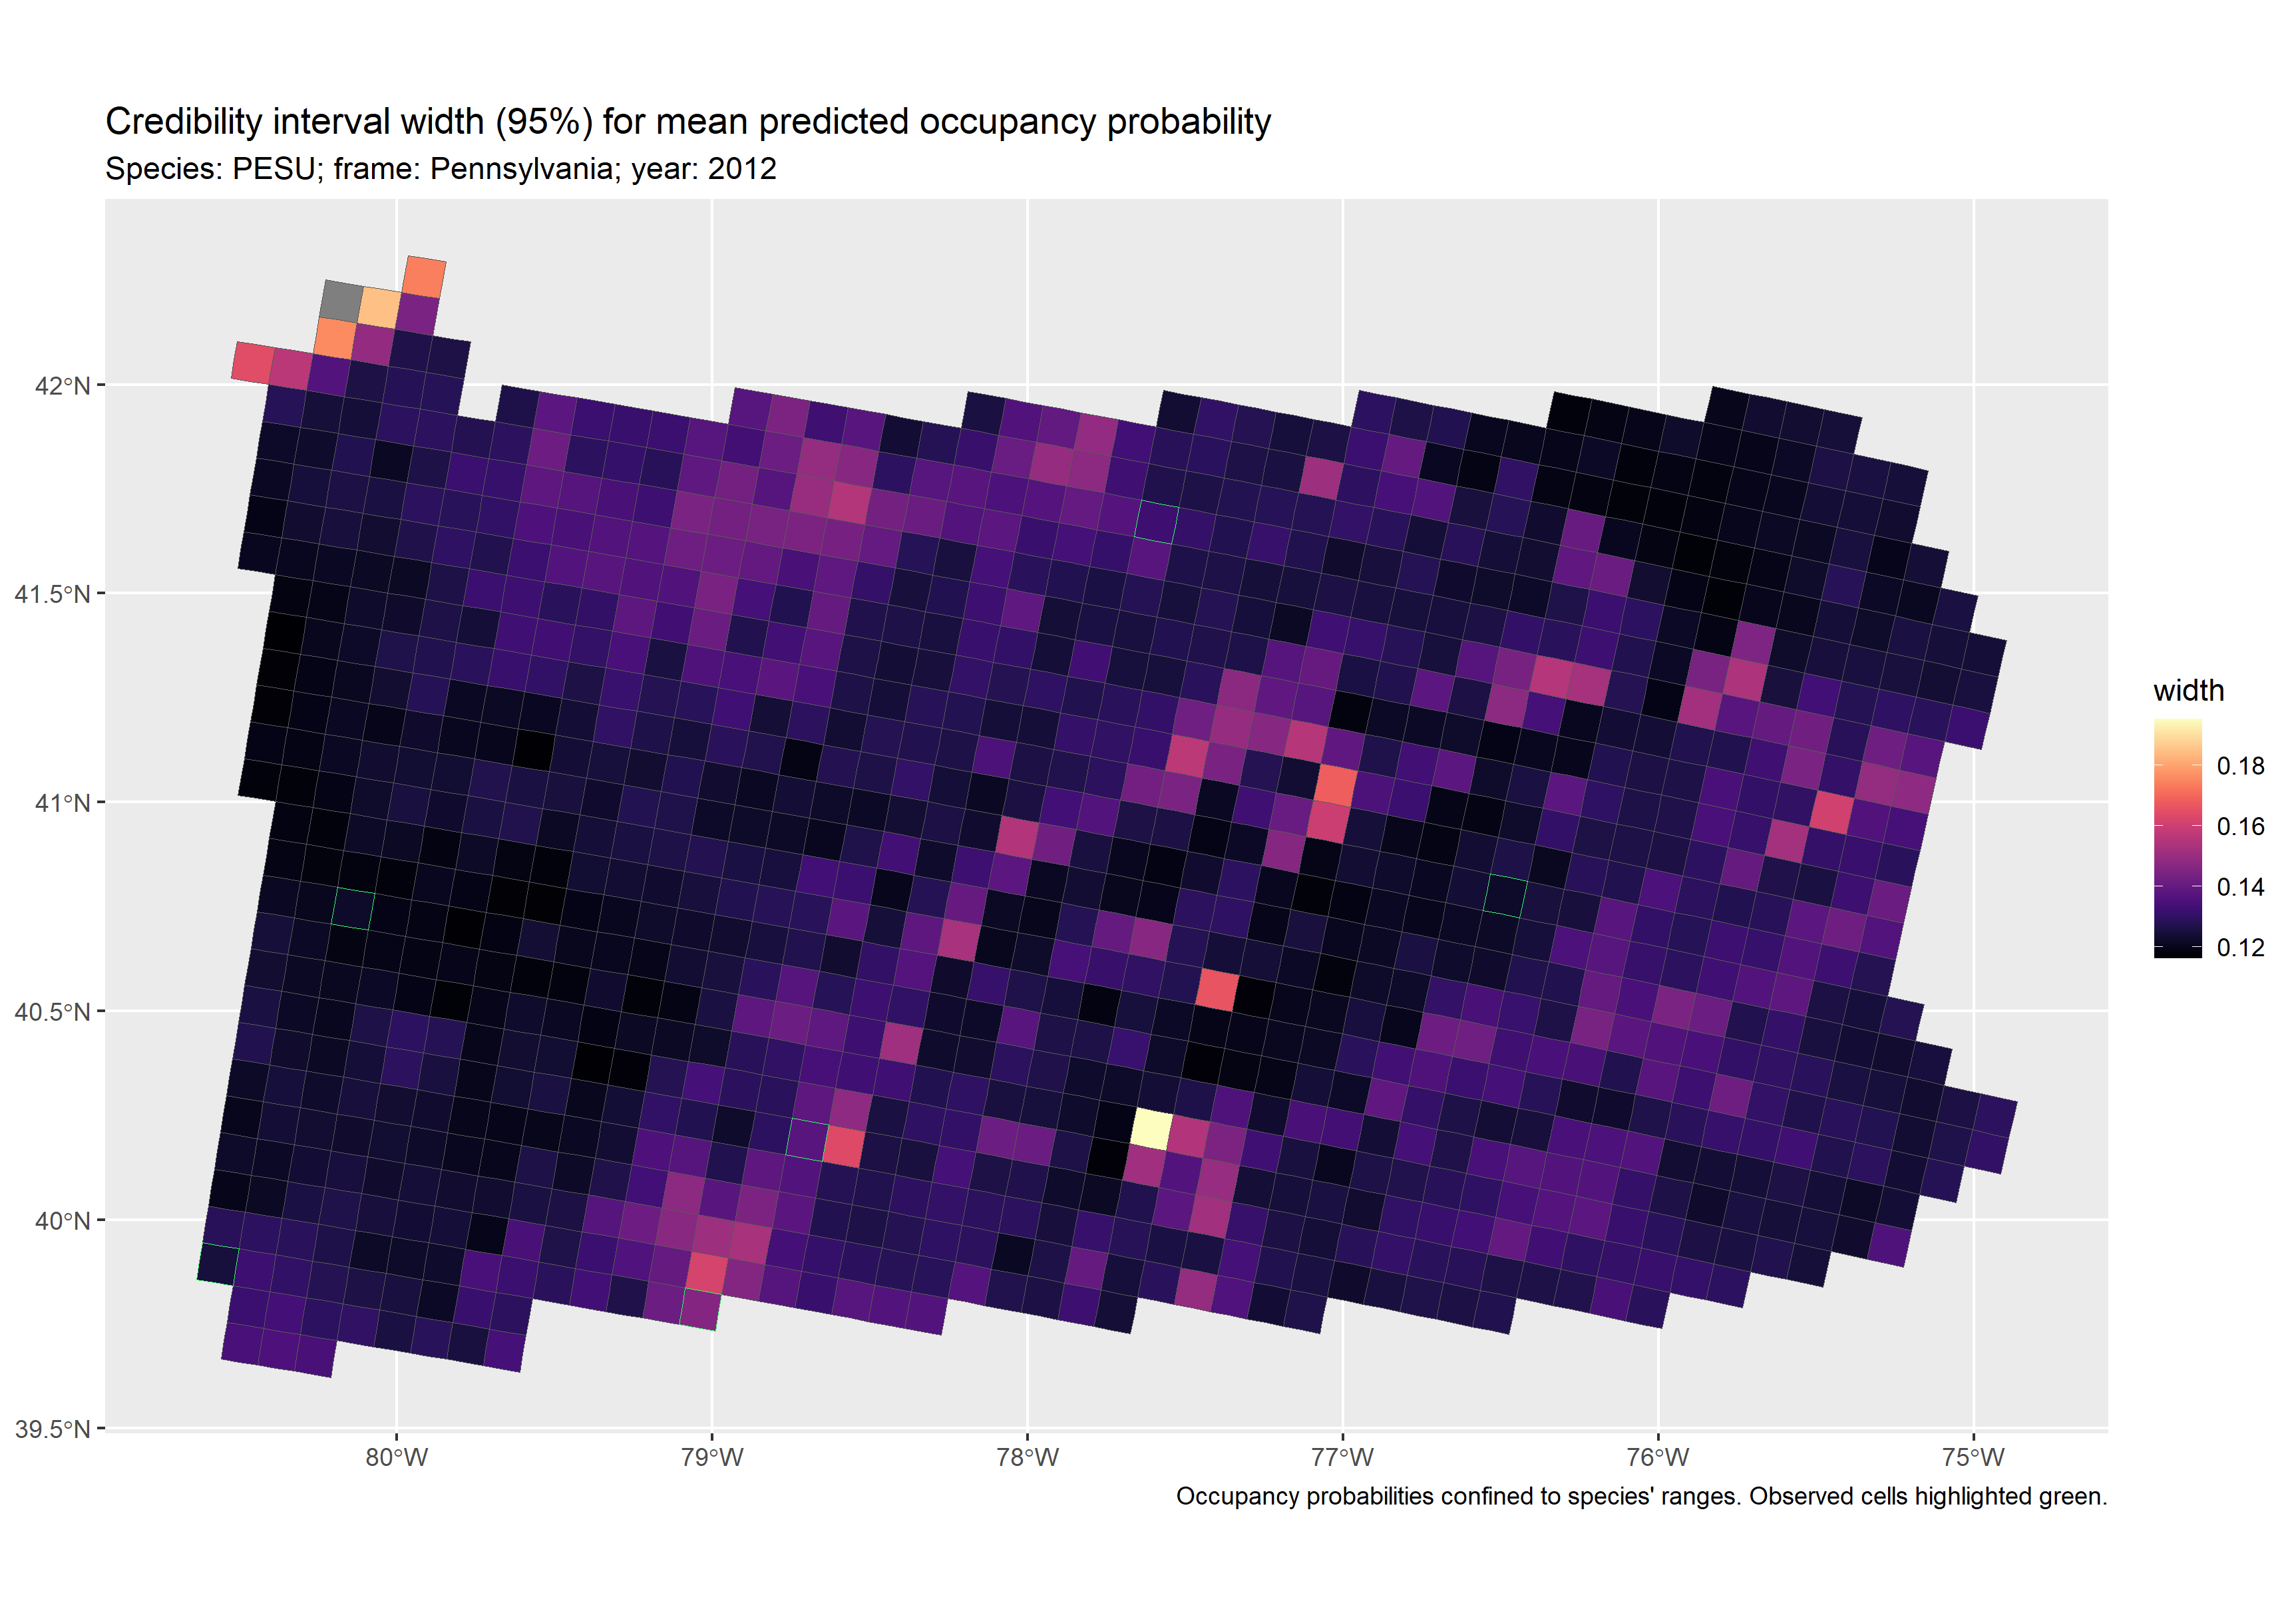 Credibility interval width (95%) for mean predicted occupancy probability
Species: PESU; frame: Pennsylvania; year: 2012
42°N
41.5°N
41°N
40.5°N
40°N
39.5°N
80°W
79°W
78°W
77°W
76°W
75°W
width
0.18
0.16
0.14
0.12
Occupancy probabilities confined to species' ranges. Observed cells highlighted green.